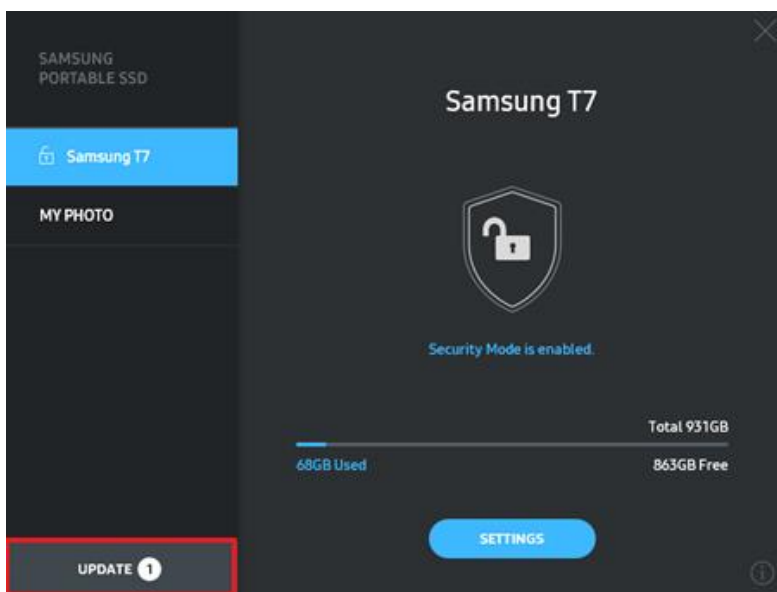 SAMSUNG
PORTABLE SSD
Samsung T7
MY PHOTO
UPDATE 1
Samsung T7
Security Mode is enabled.
Total 931GB
68GB Used
863GB Free
SETTINGS